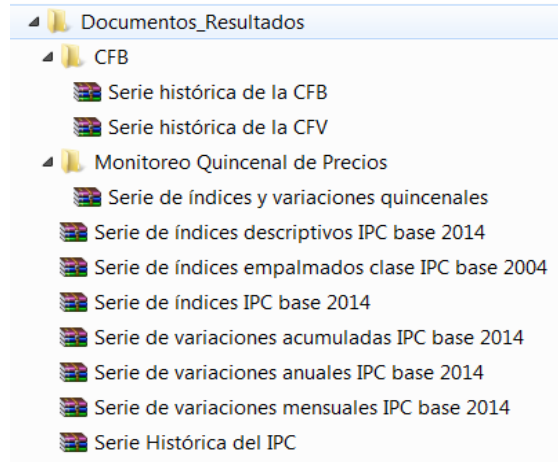 Documentos_Resultados
CFB
Serie histórica de la CFB
Serie histórica de la CFV
Monitoreo Quincenal de Precios
Serie de índices y variaciones quincenales
Serie de índices descriptivos IPC base 2014
Serie de índices empalmados clase IPC base 2004
Serie de índices IPC base 2014
Serie de variaciones acumuladas IPC base 2014
Serie de variaciones anuales IPC base 2014
Serie de variaciones mensuales IPC base 2014
Serie Histórica del IPC